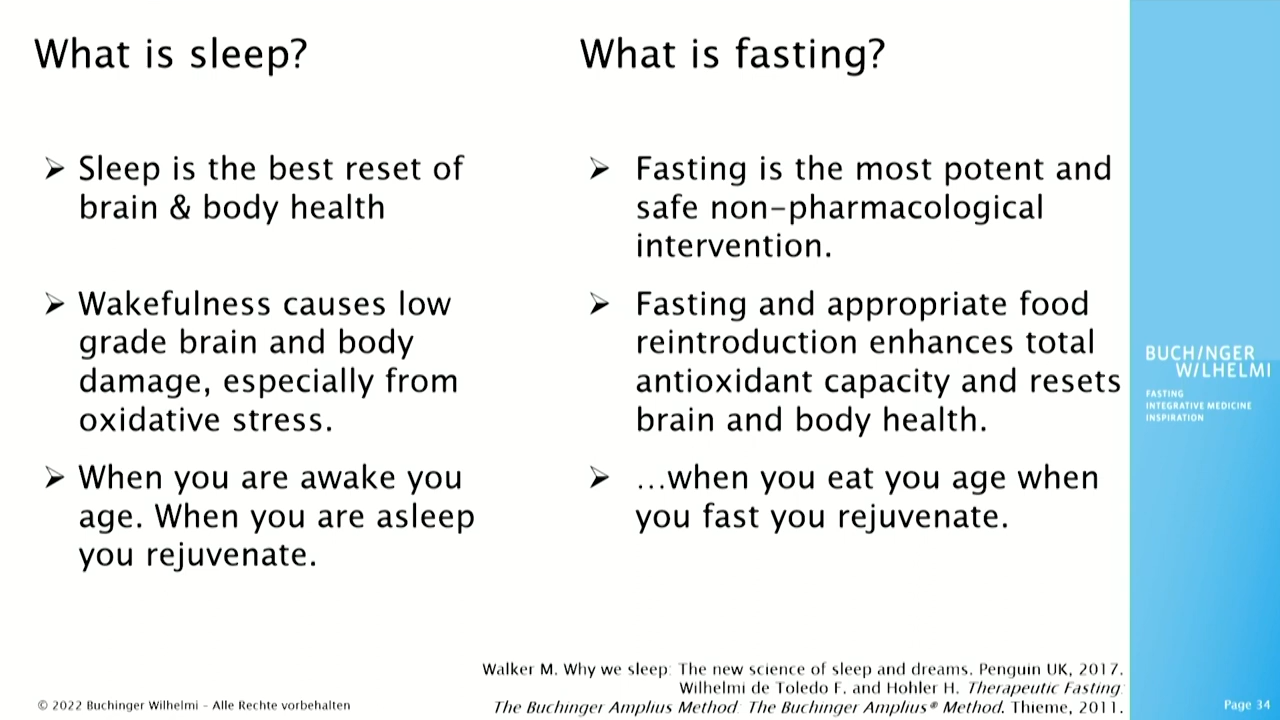 What is sleep?
➢ Sleep is the best reset of
brain & body health
➢ Wakefulness causes low
grade brain and body
damage, especially from
oxidative stress.
➢ When you are awake you
age. When you are asleep
you rejuvenate.
What is fasting?
➢ Fasting is the most potent and
safe non-pharmacological
intervention.
➢ Fasting and appropriate food
reintroduction enhances total
antioxidant capacity and resets
brain and body health.
➢ ...when you eat you age when
you fast you rejuvenate.
BUCHINGER
WILHELMI
FASTING
INTEGRATIVE MEDICINE
INSPIRATION
Walker M. Why we sleep: The new science of sleep and dreams. Penguin UK, 2017.
Wilhelmi de Toledo F. and Hohler H. Therapeutic Fasting:
The Buchinger Amplius Method: The Buchinger Amplius® Method. Thieme, 2011.
© 2022 Buchinger Wilhelmi - Alle Rechte vorbehalten
Page 34